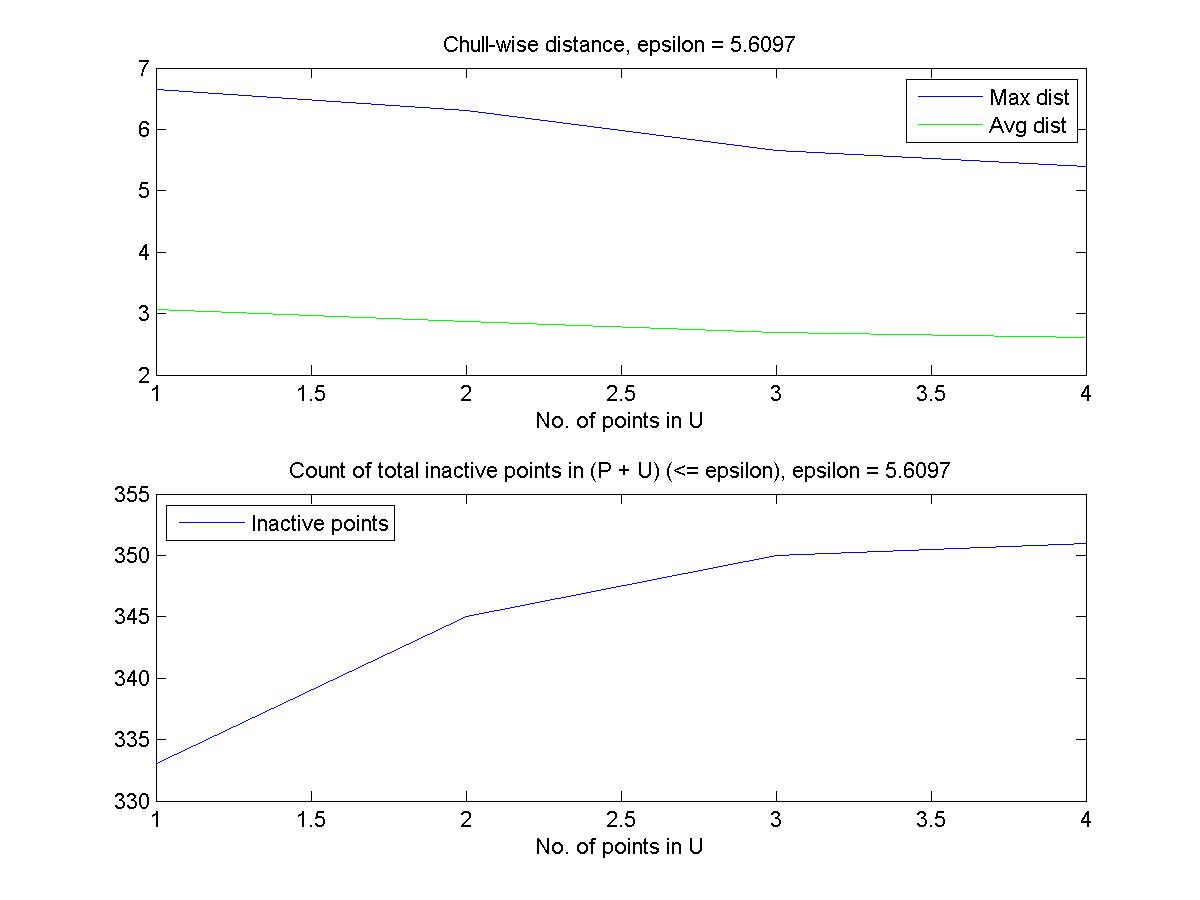 Chull-wise distance, epsilon = 5.6097
7
6
5
4
3
2
Max dist
Avg dist
1 1.5 2 2.5 3 3.5 4
No. of points in U
Count of total inactive points in (P + U) (<= epsilon), epsilon = 5.6097
355
350
345
340
335
330
Inactive points
1 1.5 2 2.5 3 3.5 4
No. of points in U